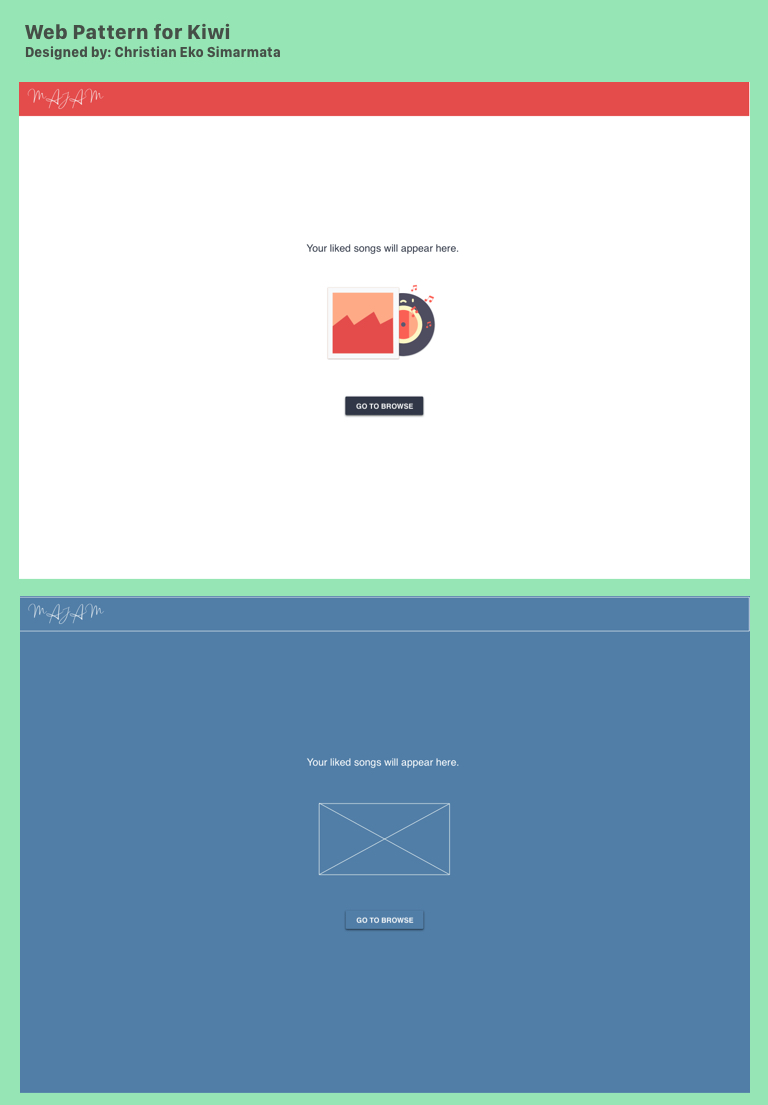 Web Pattern for Kiwi
Designed by: Christian Eko Simarmata
MAJAM
Your liked songs will appear here.
GO TO BROWSE
MAJAM
Your liked songs will appear here.
GO TO BROWSE